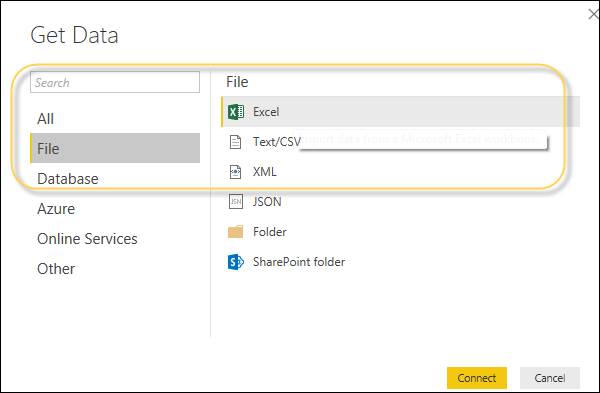 Get Data
Search
All
File
Database
Azure
Online Services
Other
File
Excel
Text/CSV
import data from a Microsoft Excel workbook.
XML
JSON
Folder
SharePoint folder
Connect
Cancel